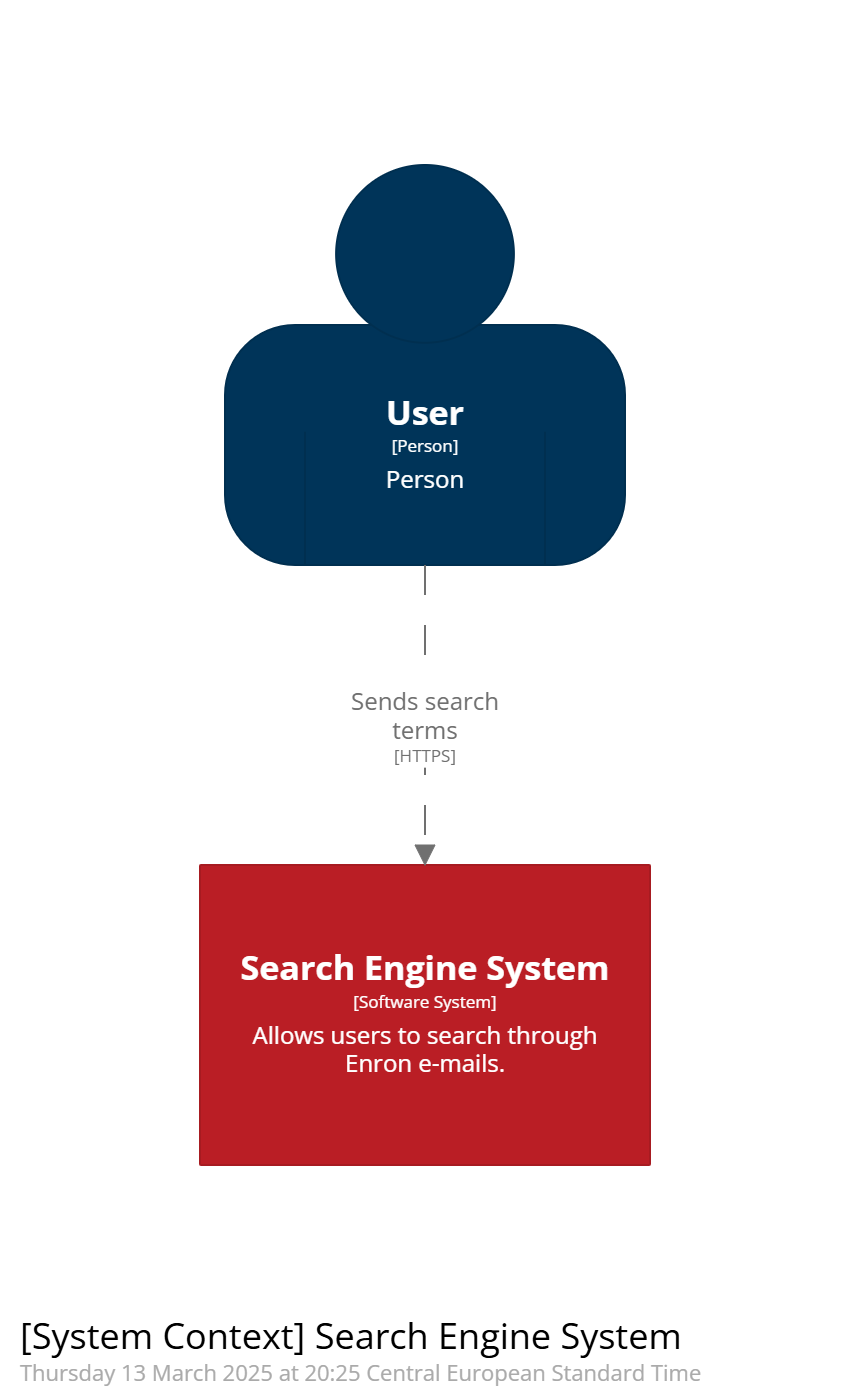 User
[Person]
Person
Sends search
terms
[HTTPS]
Search Engine System
[Software System]
Allows users to search through
Enron e-mails.
[System Context] Search Engine System
Thursday 13 March 2025 at 20:25 Central European Standard Time